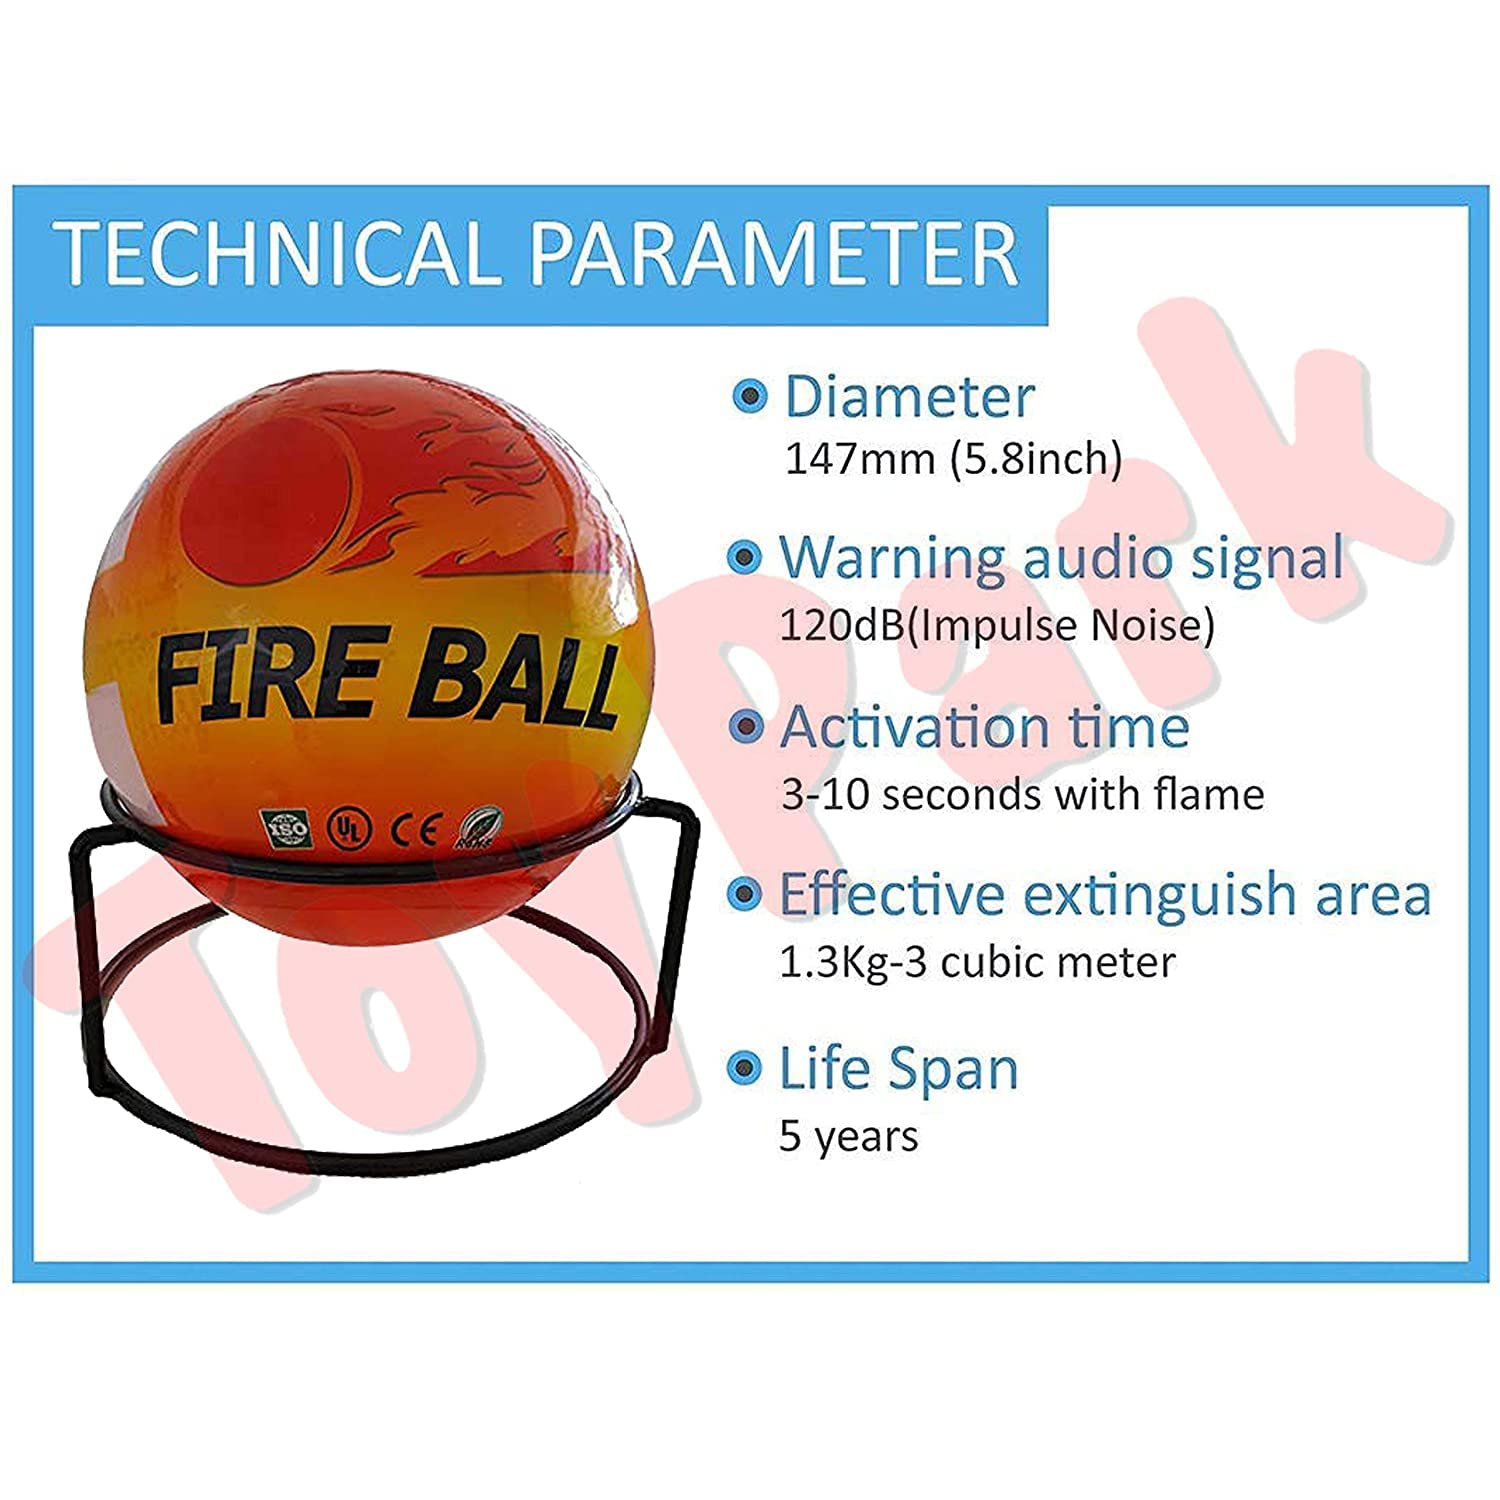 TECHNICAL PARAMETER
Diameter
147mm (5.8inch)
Warning audio signal
120dB(Impulse Noise)
Activation time
3-10 seconds with flame
Effective extinguish area
1.3Kg-3 cubic meter
Life Span
5 years
FIRE BALL
ISO UL CE RoHS
ToyPark